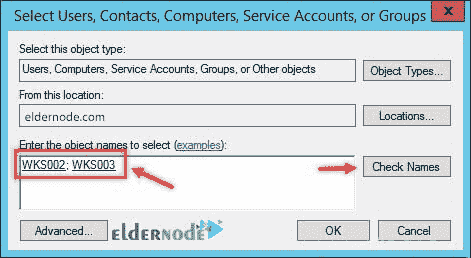 Select Users, Contacts, Computers, Service Accounts, or Groups
X
Select this object type:
Users, Computers, Service Accounts, Groups, or Other objects
Object Types...
From this location:
eldernode.com
Locations...
Enter the object names to select (examples):
WKS002; WKS003
Check Names
Advanced...
ELDERNODE
OK
Cancel